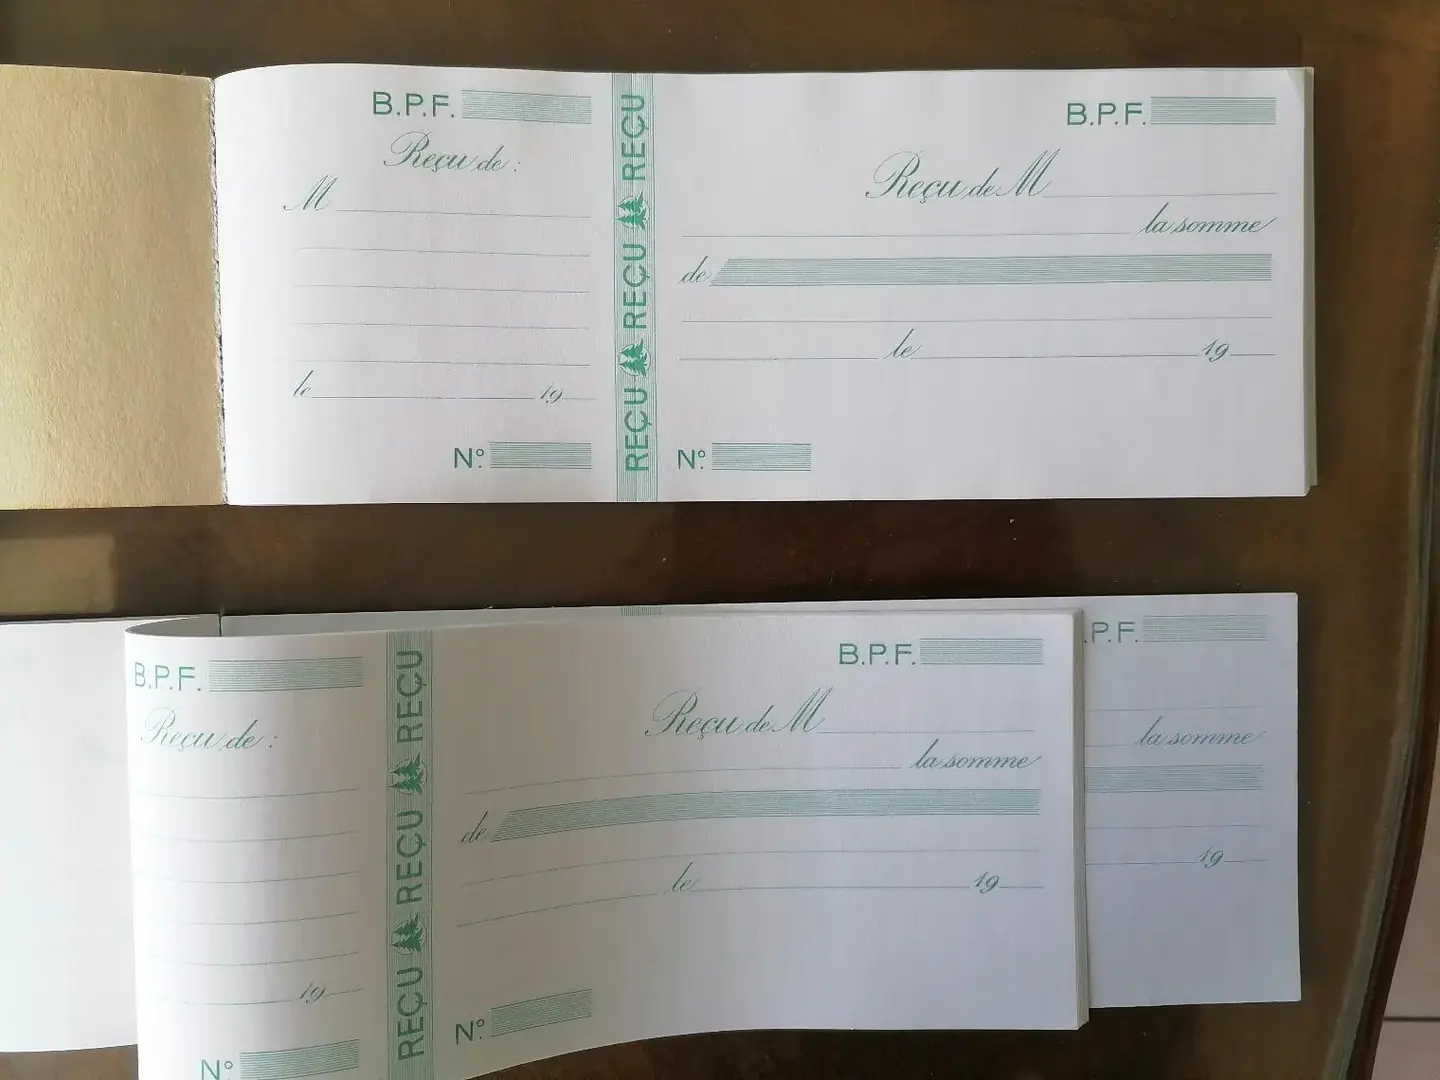 B.P.F.
Reçu de :
M
le 19
N°
REÇU REÇU REÇU
B.P.F.
Reçu de M
la somme
de
le 19
N°
B.P.F.
Reçu de :
19
N°
REÇU REÇU REÇU
B.P.F.
Reçu de M
la somme
de
le 19
N°
.P.F.
la somme
19